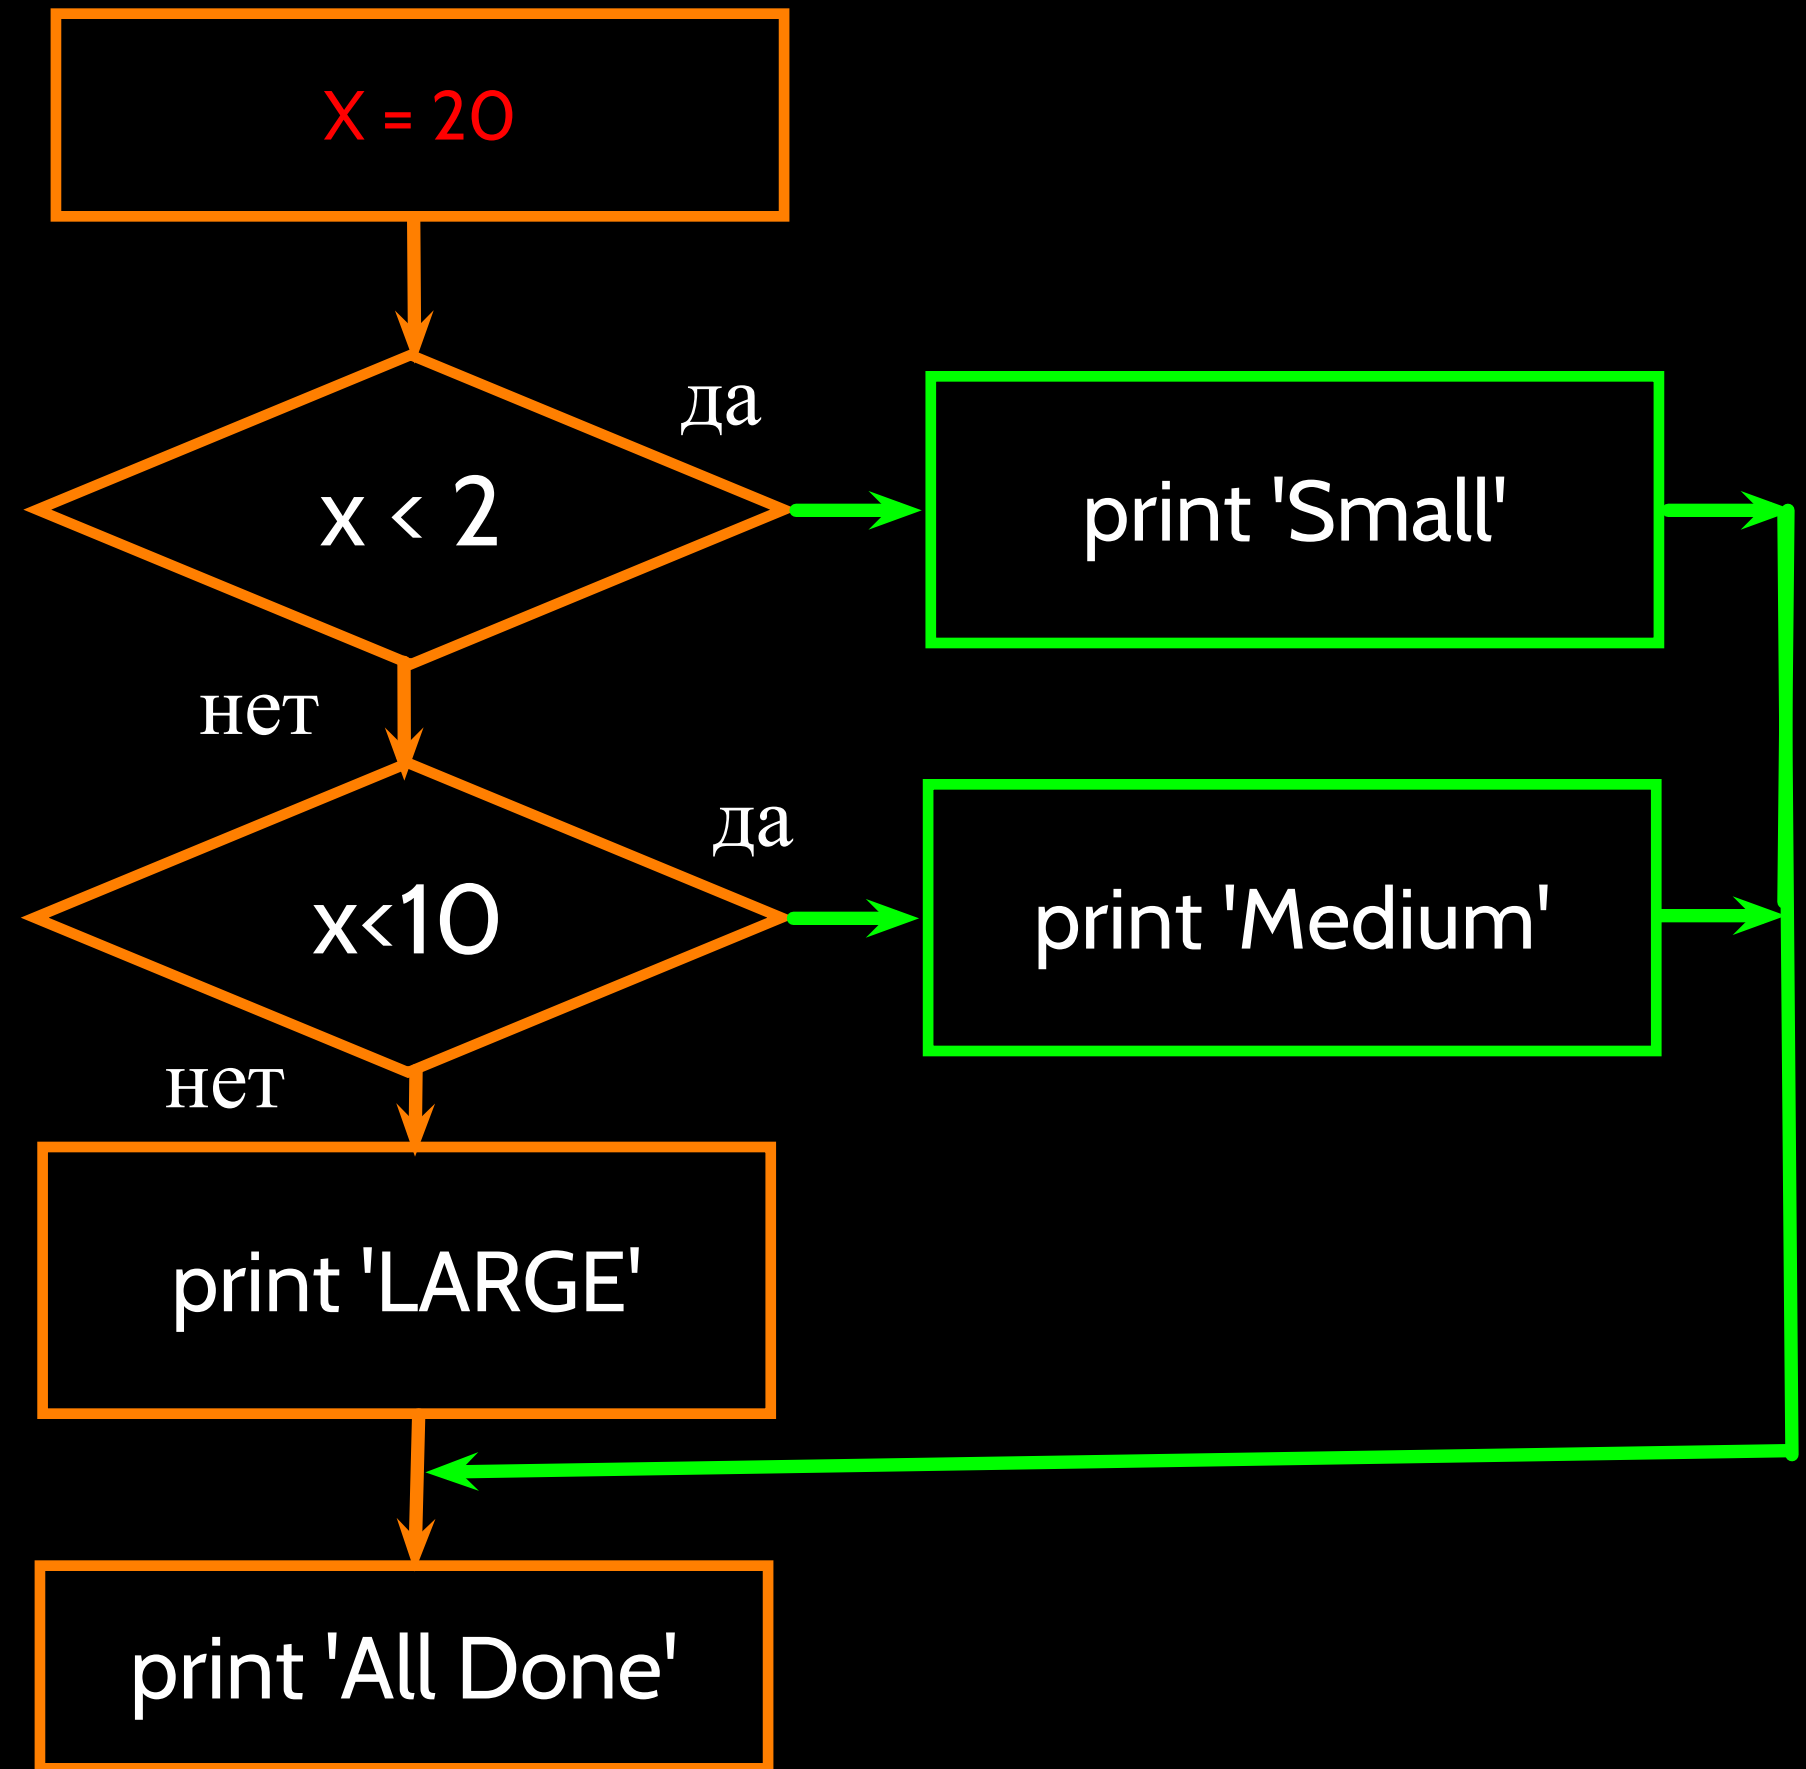 X = 20
да
x < 2
print 'Small'
нет
да
x<10
print 'Medium'
нет
print 'LARGE'
print 'All Done'